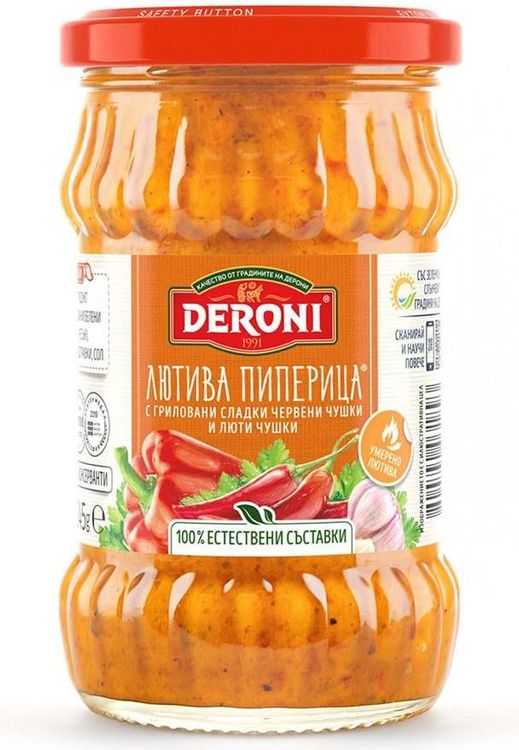 SAFETY BUTTON
КАЧЕСТВО ОТ ГРАДИНИТЕ НА ДЕРОНИ
DERONI®
1991
ЛЮТИВА ПИПЕРИЦА®
С ГРИЛОВАНИ СЛАДКИ ЧЕРВЕНИ ЧУШКИ
И ЛЮТИ ЧУШКИ
100% ЕСТЕСТВЕНИ СЪСТАВКИ
УМЕРЕНО
ЛЮТИВА
СКАНИРАЙ
И НАУЧИ
ПОВЕЧЕ
2019